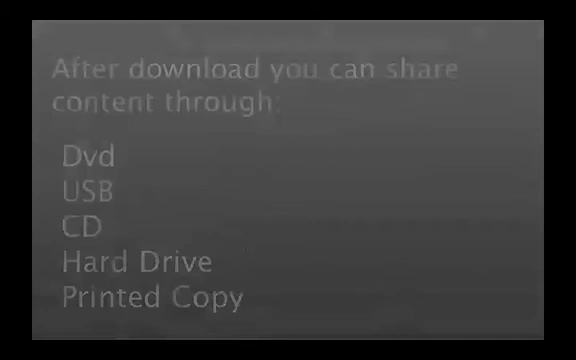 After download you can share
content through:
Dvd
USB
CD
Hard Drive
Printed Copy